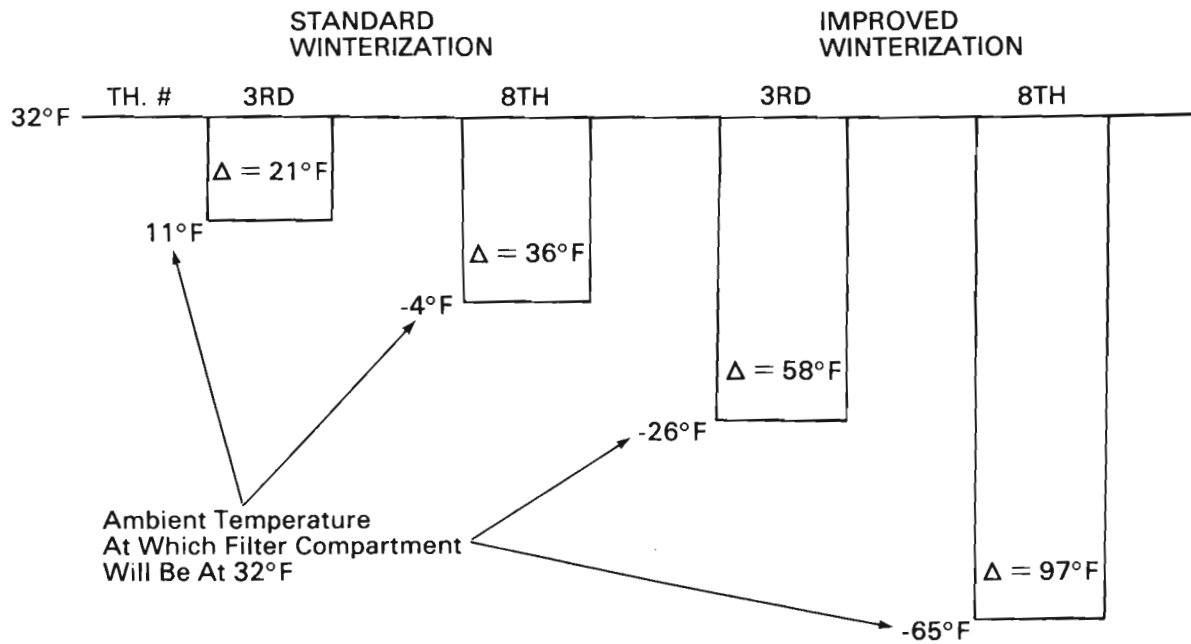 STANDARD
WINTERIZATION
IMPROVED
WINTERIZATION
TH. # 3RD 8TH 3RD 8TH
32°F
Δ = 21°F
11°F
Δ = 36°F
-4°F
Δ = 58°F
-26°F
Ambient Temperature
At Which Filter Compartment
Will Be At 32°F
Δ = 97°F
-65°F